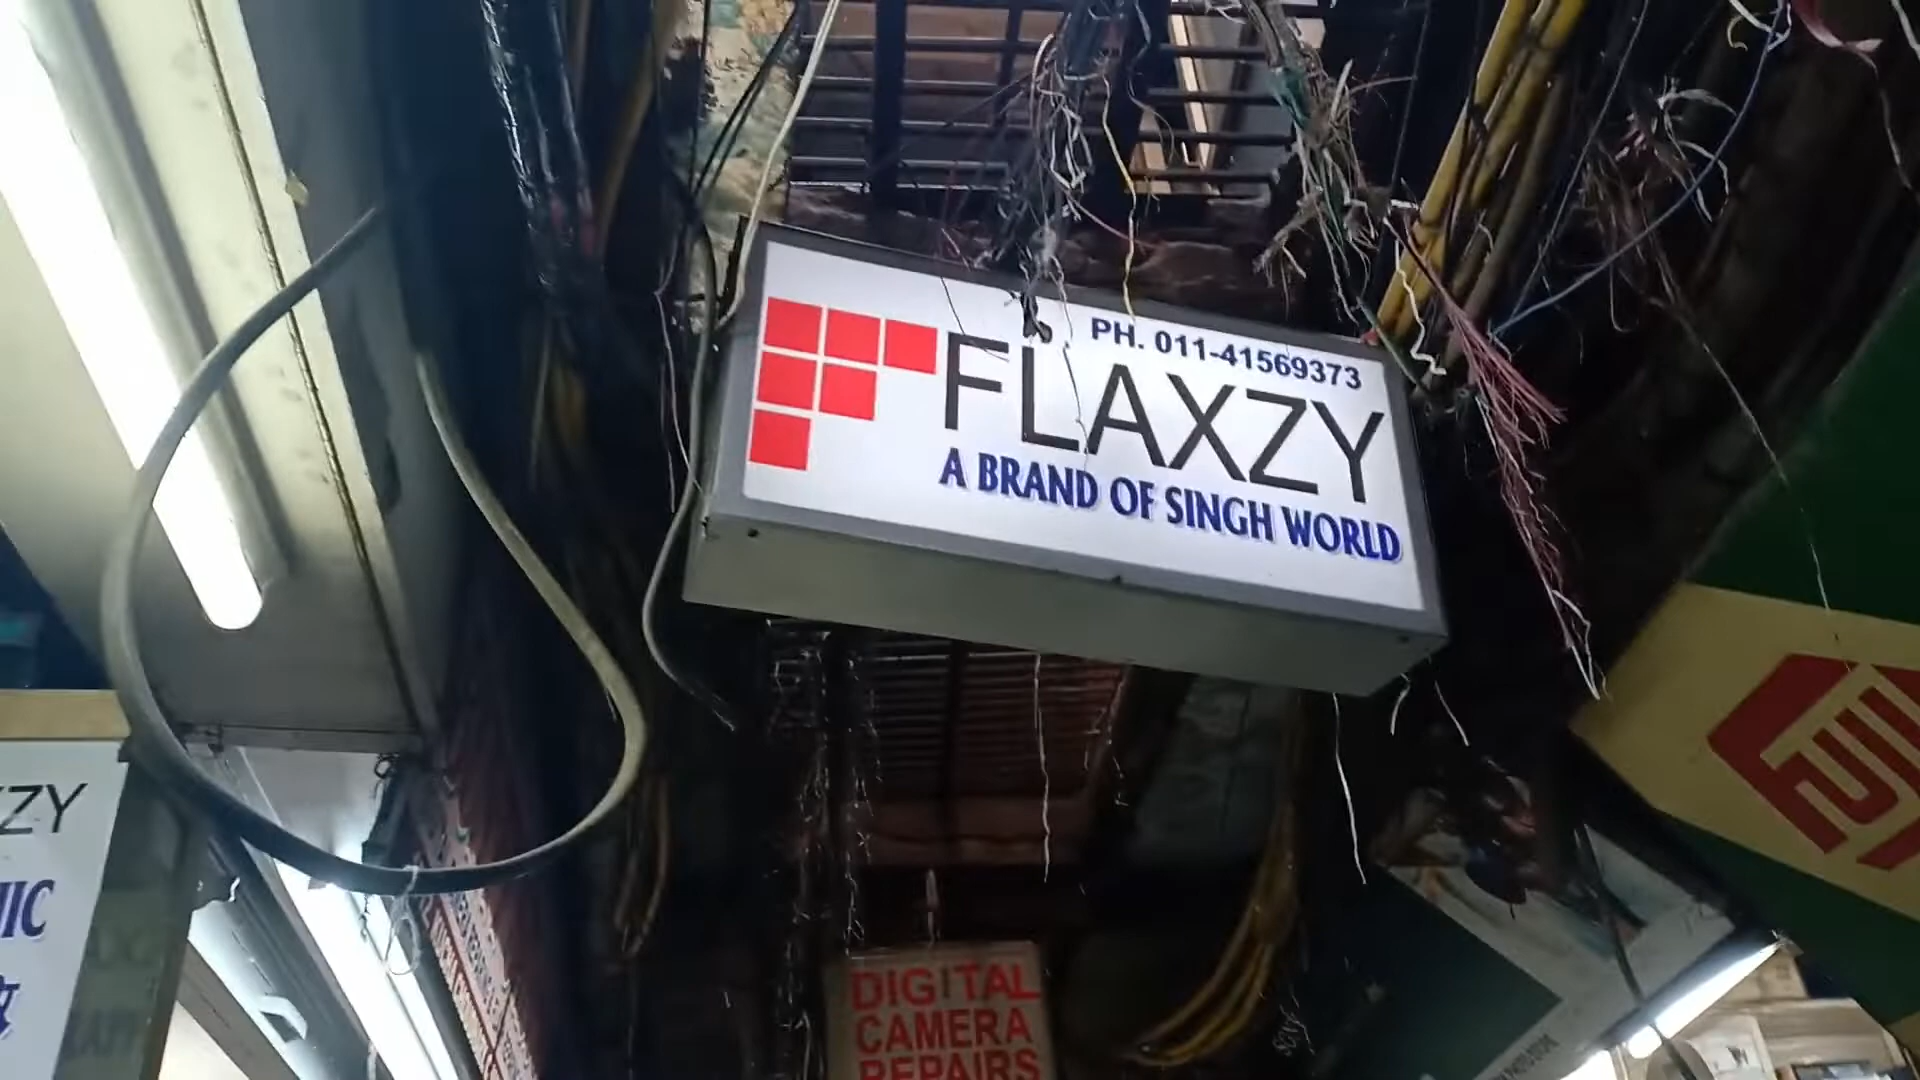 PH. 011-41569373
FLAXZY
A BRAND OF SINGH WORLD
ZY
IC
DIGITAL
CAMERA
REPAIRS